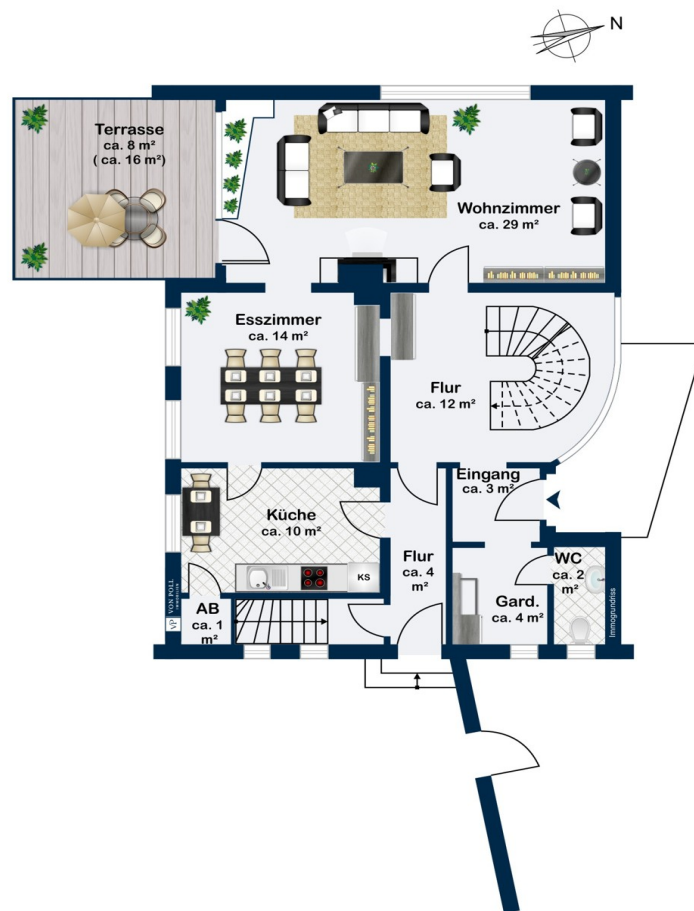 N
Terrasse
ca. 8 m²
( ca. 16 m²)
Wohnzimmer
ca. 29 m²
Esszimmer
ca. 14 m²
Flur
ca. 12 m²
Eingang
ca. 3 m²
Küche
ca. 10 m²
KS
Flur
ca. 4
m²
WC
ca. 2
m²
Gard.
ca. 4 m²
AB
ca. 1
m²
VP
VON POLL
IMMOBILIEN
Immogrundriss